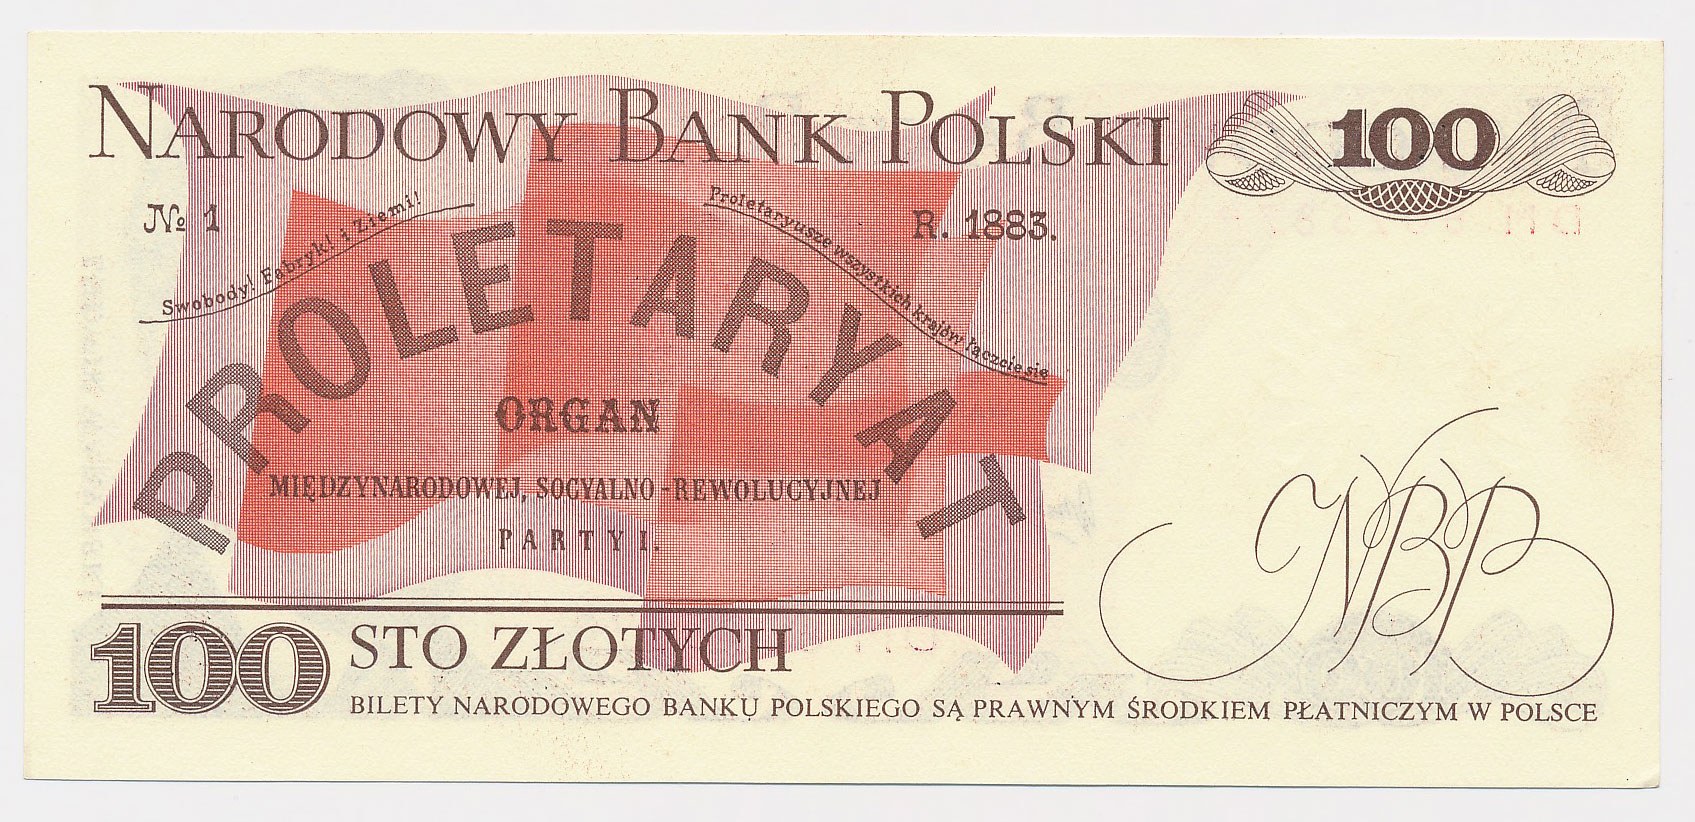 NARODOWY BANK POLSKI
100
№ 1
Swobody! Fabryk! i Ziemi!
Proletaryusze wszystkich krajów łączcie się
R. 1883.
PROLETARYAT
ORGAN
MIĘDZYNARODOWEJ, SOCYALNO-REWOLUCYJNEJ
PARTYI.
NBP
100
STO ZŁOTYCH
BILETY NARODOWEGO BANKU POLSKIEGO SĄ PRAWNYM ŚRODKIEM PŁATNICZYM W POLSCE